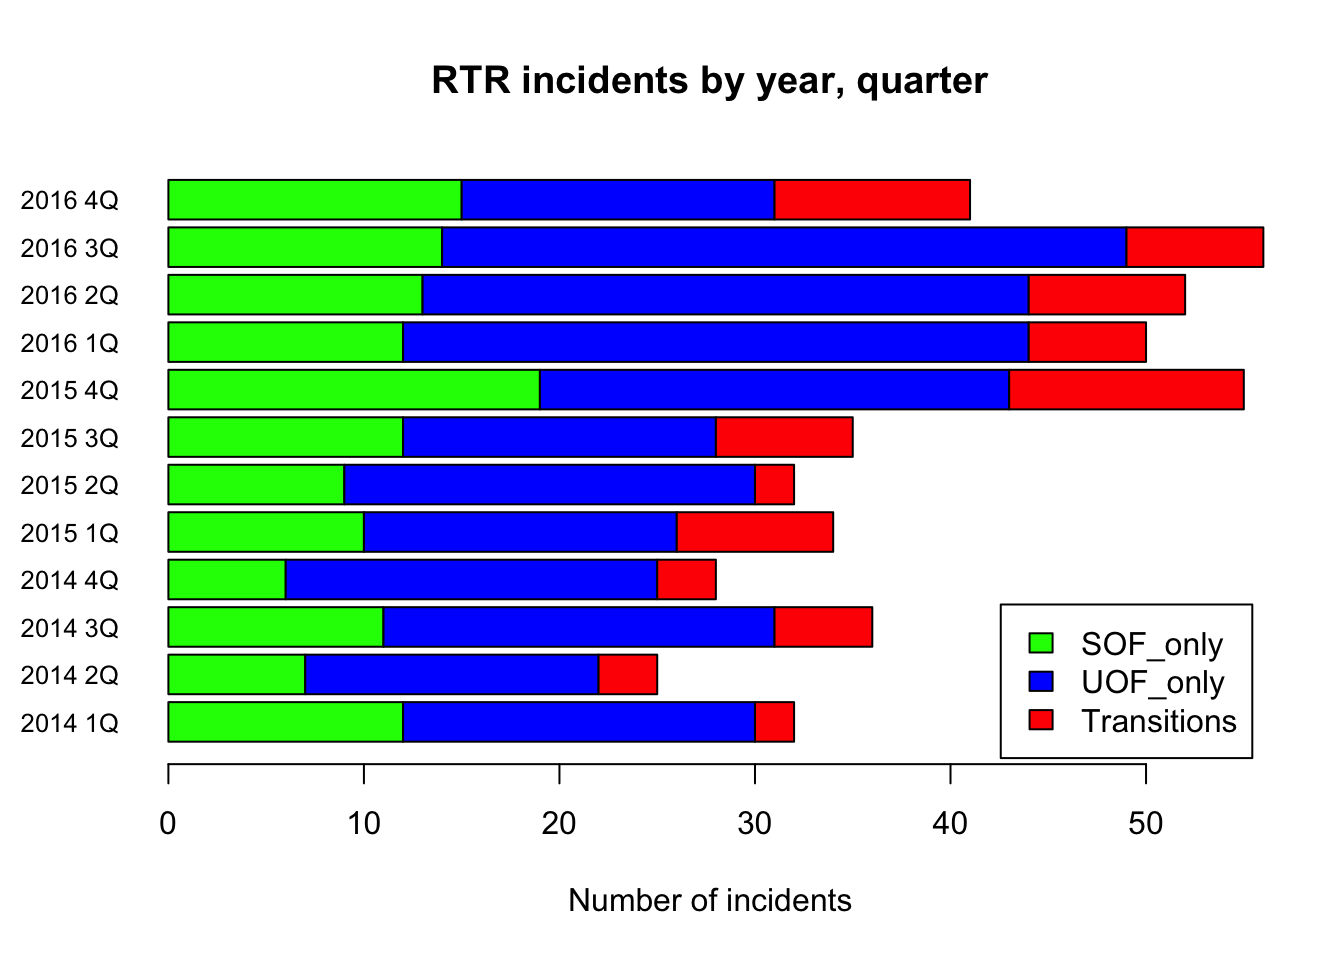 RTR incidents by year, quarter
2016 4Q
2016 3Q
2016 2Q
2016 1Q
2015 4Q
2015 3Q
2015 2Q
2015 1Q
2014 4Q
2014 3Q
2014 2Q
2014 1Q
SOF_only
UOF_only
Transitions
0 10 20 30 40 50
Number of incidents